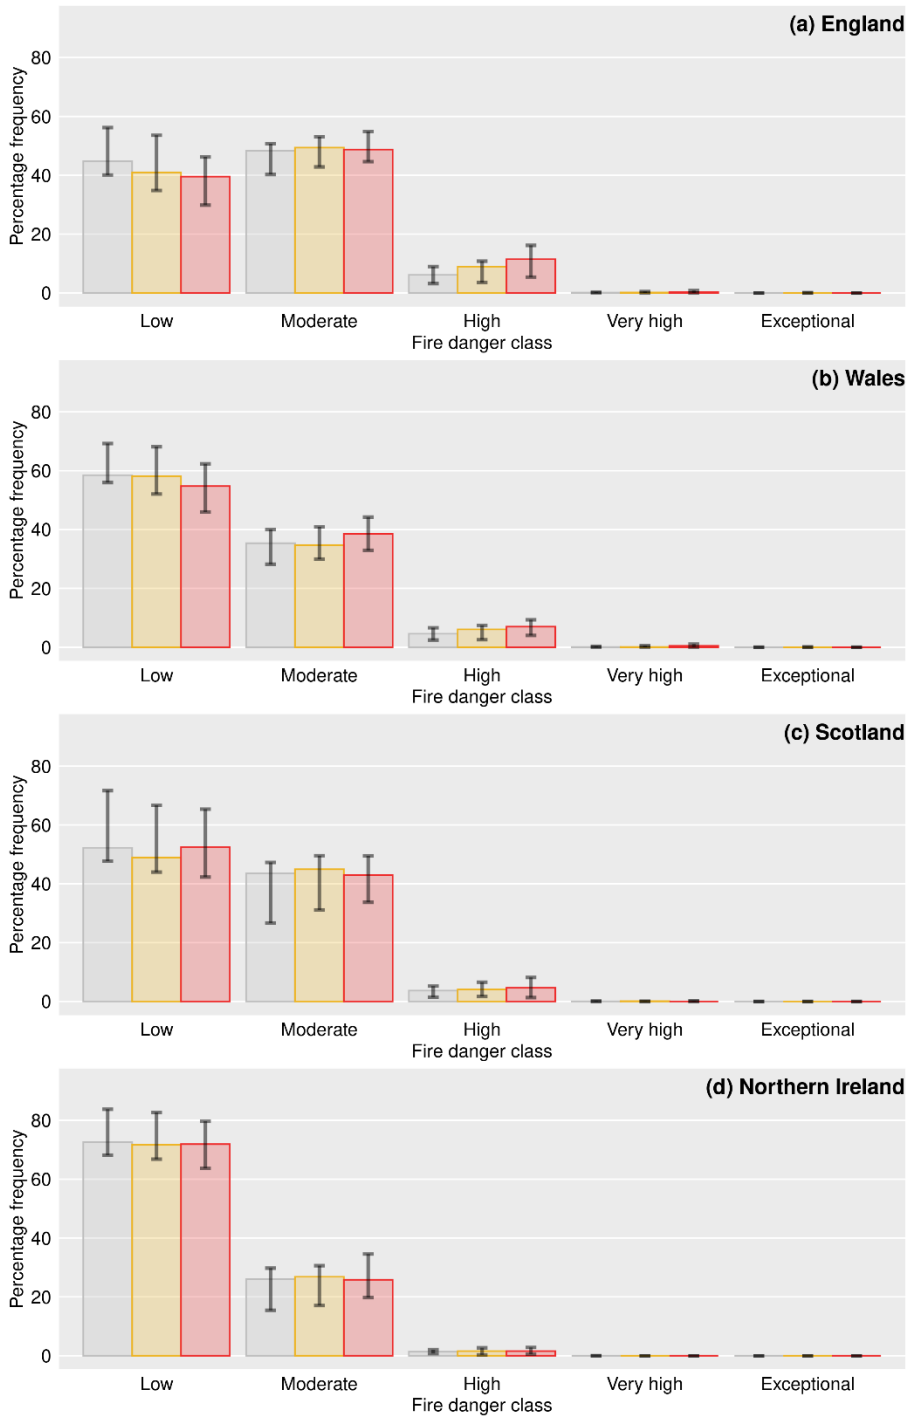 (a) England
Percentage frequency
80
60
40
20
0
Low Moderate High Very high Exceptional
Fire danger class
(b) Wales
Percentage frequency
80
60
40
20
0
Low Moderate High Very high Exceptional
Fire danger class
(c) Scotland
Percentage frequency
80
60
40
20
0
Low Moderate High Very high Exceptional
Fire danger class
(d) Northern Ireland
Percentage frequency
80
60
40
20
0
Low Moderate High Very high Exceptional
Fire danger class